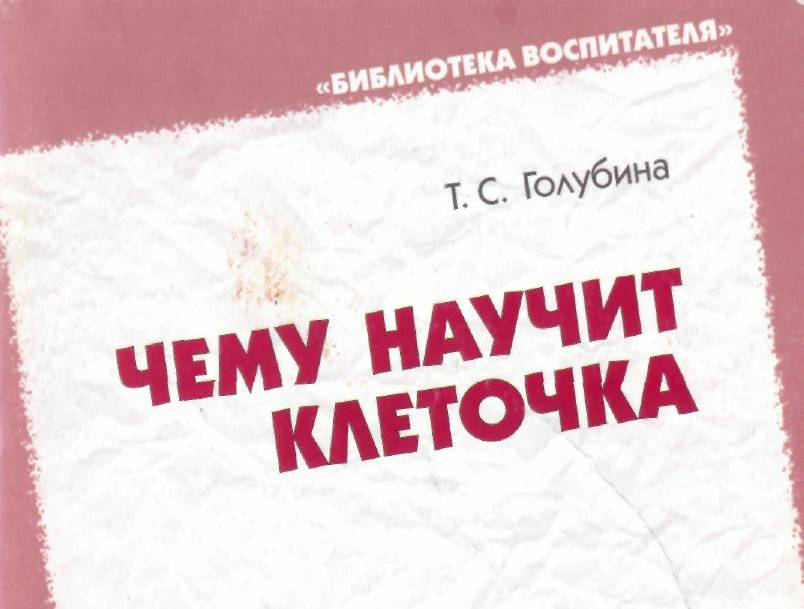 «БИБЛИОТЕКА ВОСПИТАТЕЛЯ»
Т. С. Голубина
ЧЕМУ НАУЧИТ
КЛЕТОЧКА